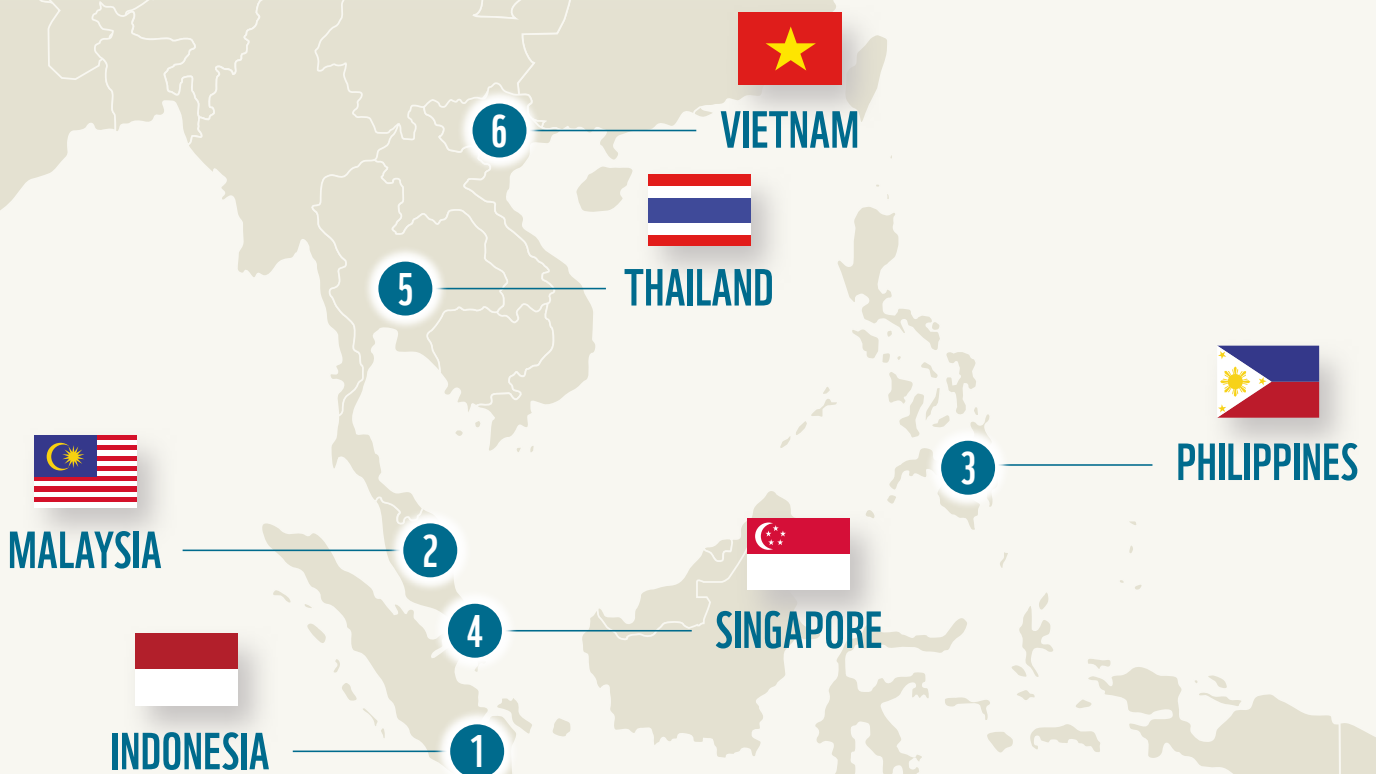 6
VIETNAM
5
THAILAND
3
PHILIPPINES
MALAYSIA
2
4
SINGAPORE
INDONESIA
1